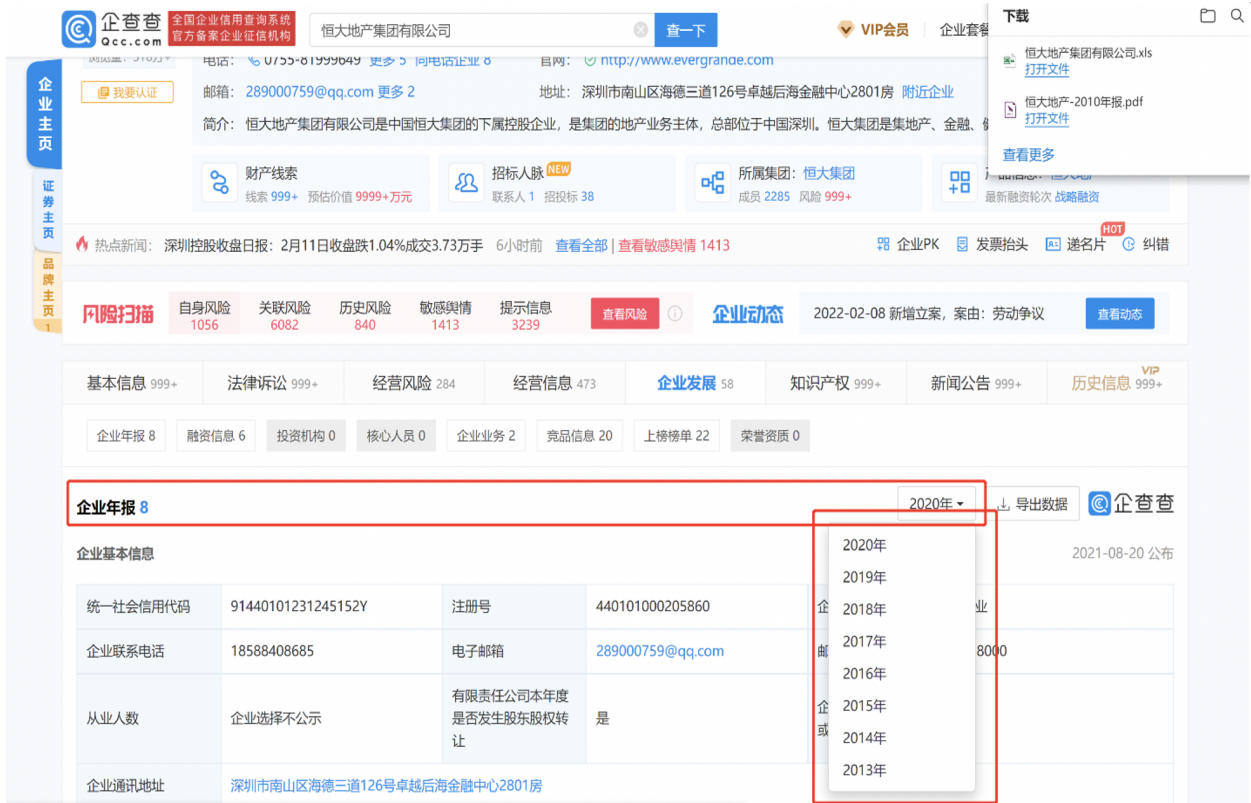 企查查
Qcc.com
全国企业信用查询系统
官方备案企业征信机构
恒大地产集团有限公司
查一下
VIP会员
企业套餐
下载
恒大地产集团有限公司.xls
打开文件
恒大地产-2010年报.pdf
打开文件
查看更多
企业主页
证券主页
品牌主页
1
浏览量：518万+
我要认证
电话： 0755-81999649 更多 5 同电话企业 8
官网： http://www.evergrande.com
邮箱： 289000759@qq.com 更多 2
地址： 深圳市南山区海德三道126号卓越后海金融中心2801房 附近企业
简介： 恒大地产集团有限公司是中国恒大集团的下属控股企业，是集团的地产业务主体，总部位于中国深圳。恒大集团是集地产、金融、
财产线索
线索 999+ 预估价值 9999+万元
招标人脉 NEW
联系人 1 招投标 38
所属集团： 恒大集团
成员 2285 风险 999+
产品信息： 恒大地产
最新融资轮次 战略融资
热点新闻： 深圳控股收盘日报：2月11日收盘跌1.04%成交3.73万手 6小时前 查看全部 | 查看敏感舆情 1413
企业PK 发票抬头 递名片 HOT 纠错
风险扫描
自身风险 1056
关联风险 6082
历史风险 840
敏感舆情 1413
提示信息 3239
查看风险
企业动态
2022-02-08 新增立案，案由：劳动争议
查看动态
基本信息 999+
法律诉讼 999+
经营风险 284
经营信息 473
企业发展 58
知识产权 999+
新闻公告 999+
历史信息 999+ VIP
企业年报 8
融资信息 6
投资机构 0
核心人员 0
企业业务 2
竞品信息 20
上榜榜单 22
荣誉资质 0
企业年报 8
2020年
导出数据
企查查
企业基本信息
2021-08-20 公布
2020年
2019年
2018年
2017年
2016年
2015年
2014年
2013年
统一社会信用代码 91440101231245152Y 注册号 440101000205860 企 业
企业联系电话 18588408685 电子邮箱 289000759@qq.com 邮 8000
从业人数 企业选择不公示
有限责任公司本年度
是否发生股东股权转
让
是
企
或
企业通讯地址 深圳市南山区海德三道126号卓越后海金融中心2801房